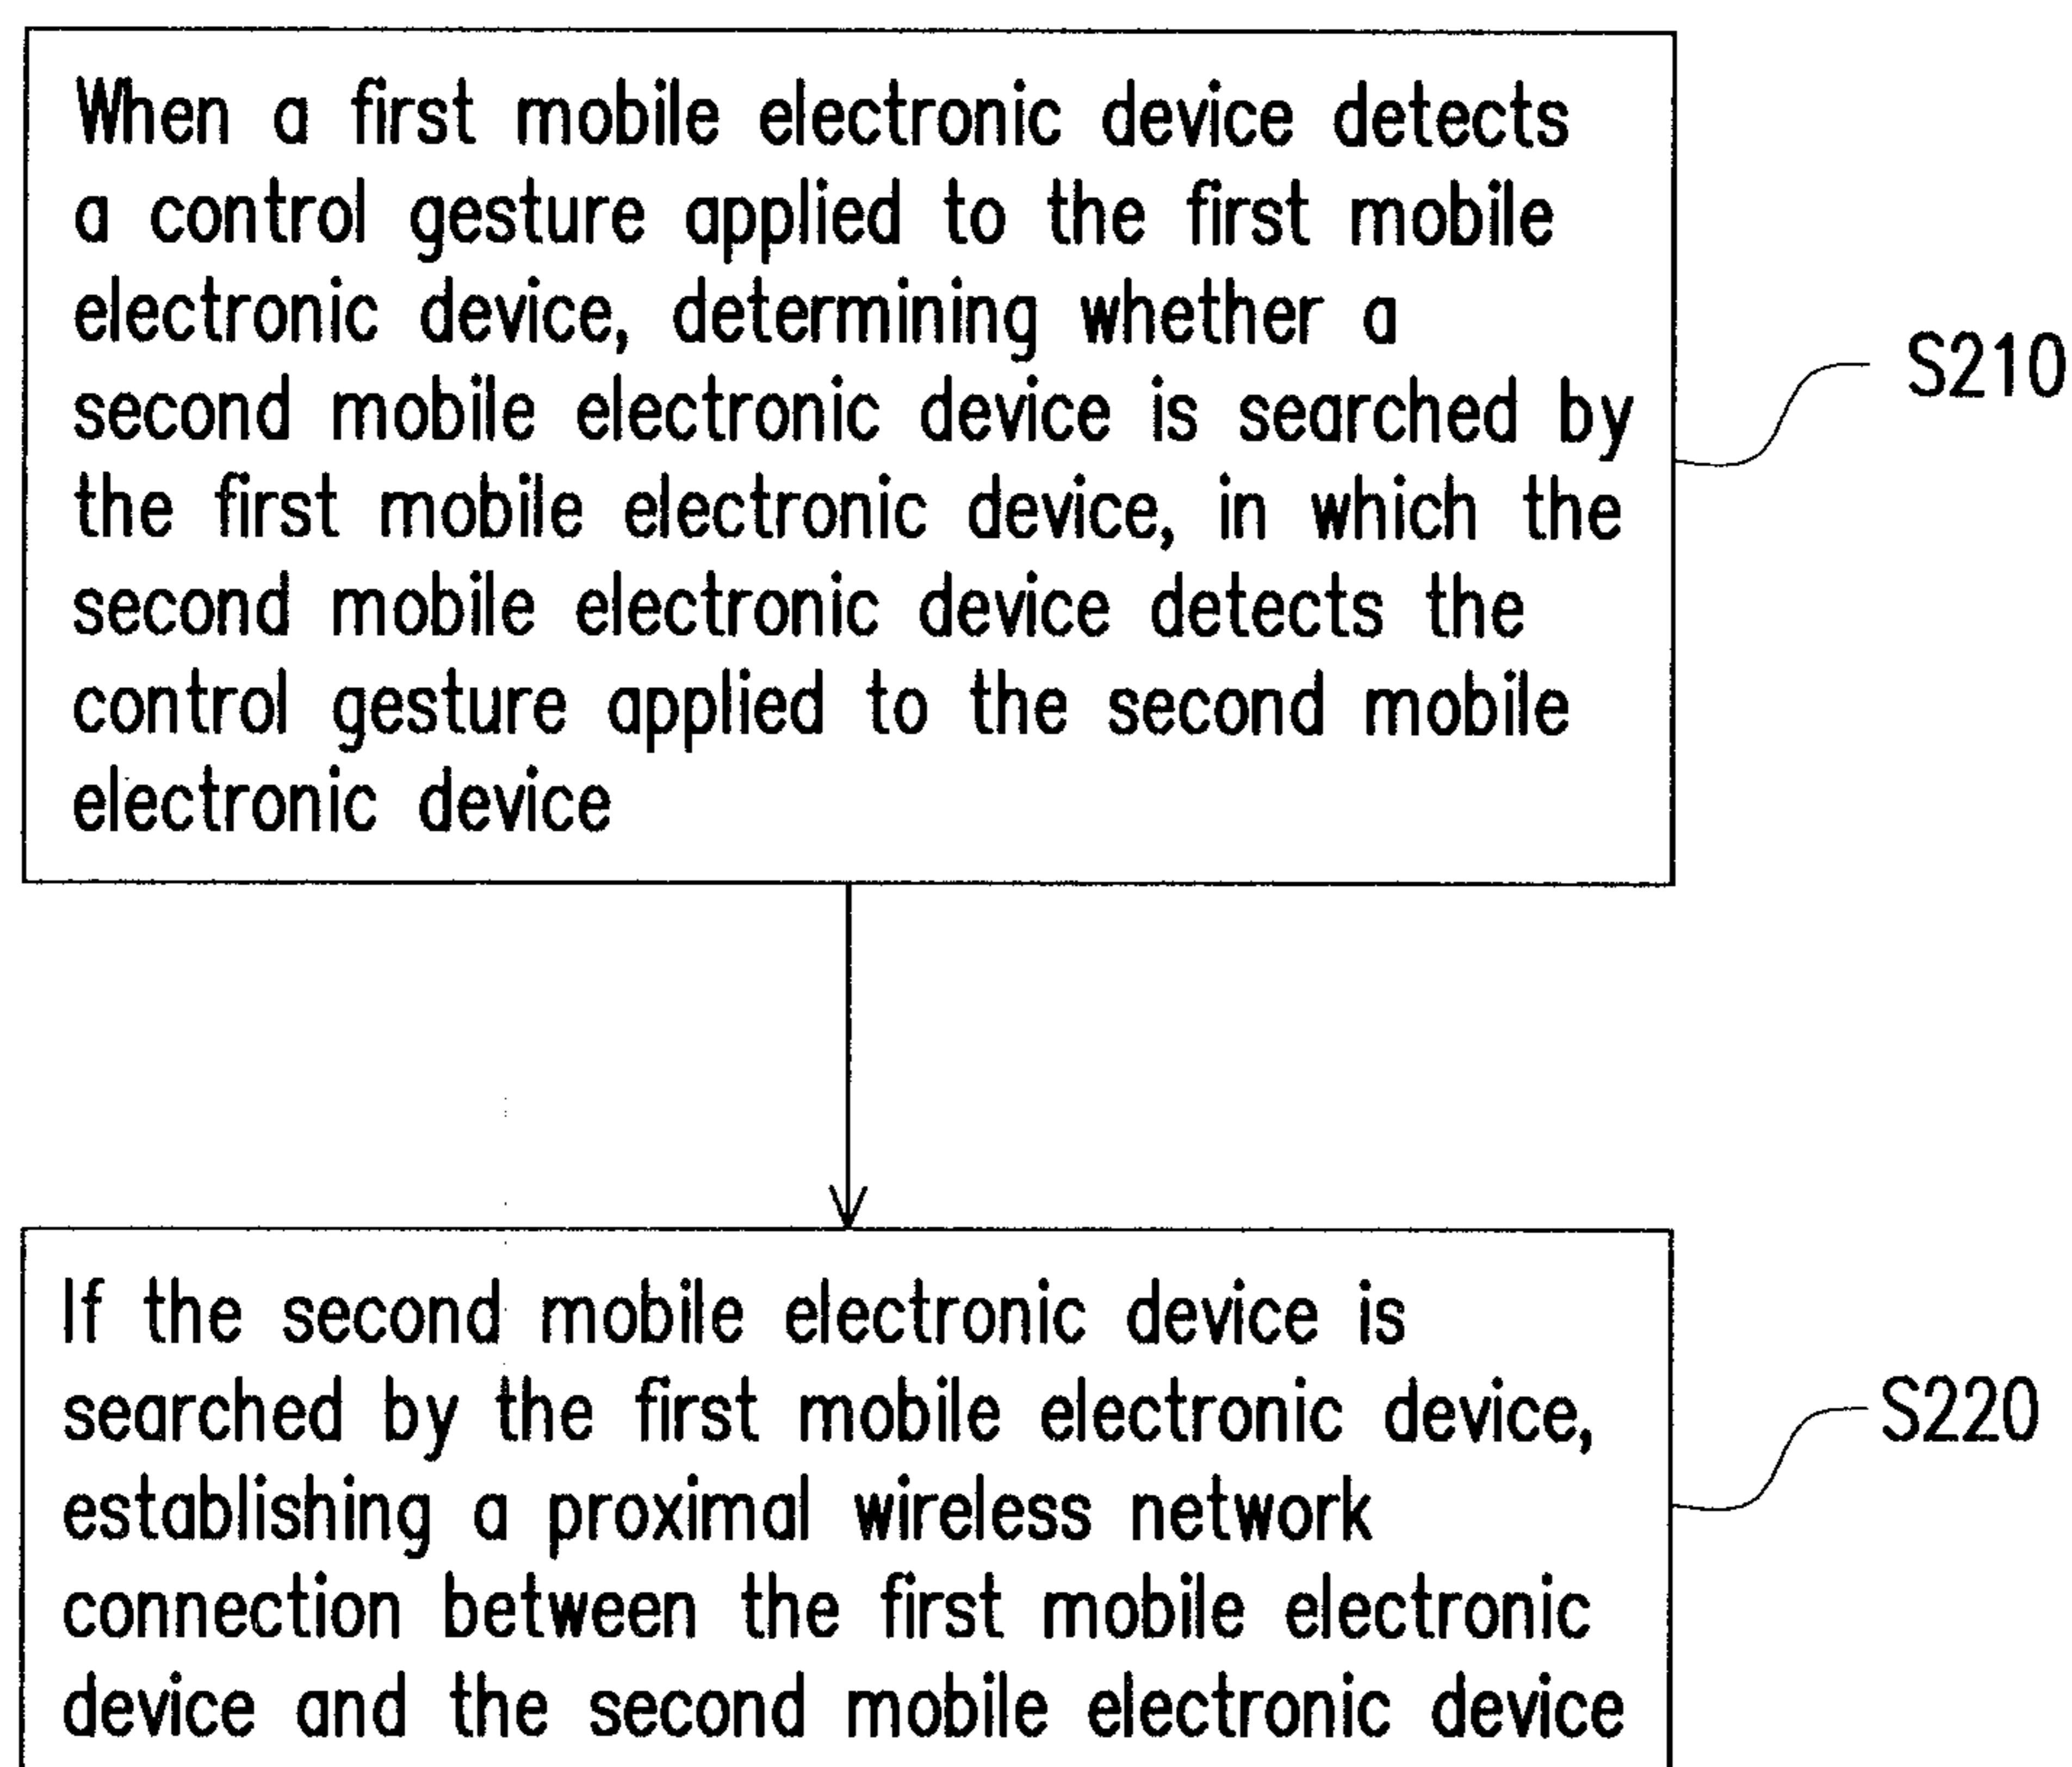 When a first mobile electronic device detects
a control gesture applied to the first mobile
electronic device, determining whether a
second mobile electronic device is searched by
the first mobile electronic device, in which the
second mobile electronic device detects the
control gesture applied to the second mobile
electronic device
S210
If the second mobile electronic device is
searched by the first mobile electronic device,
establishing a proximal wireless network
connection between the first mobile electronic
device and the second mobile electronic device
S220